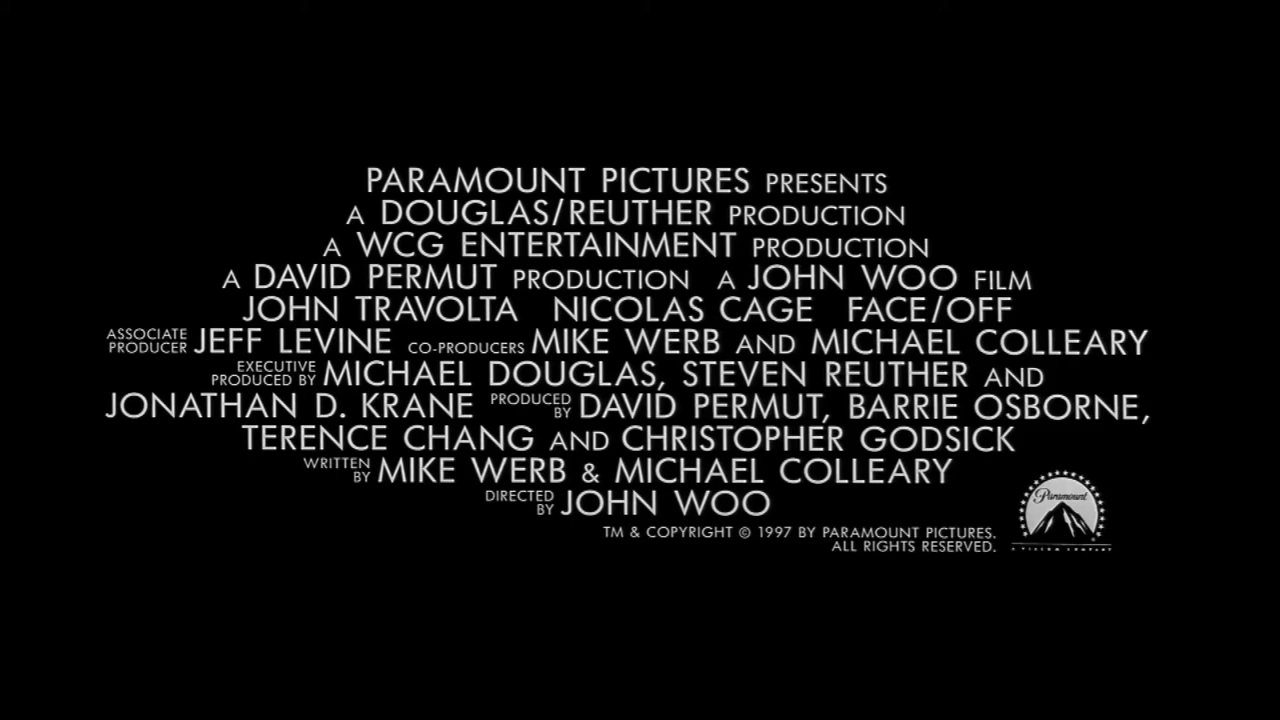 PARAMOUNT PICTURES PRESENTS
A DOUGLAS/REUTHER PRODUCTION
A WCG ENTERTAINMENT PRODUCTION
A DAVID PERMUT PRODUCTION A JOHN WOO FILM
JOHN TRAVOLTA NICOLAS CAGE FACE/OFF
ASSOCIATE PRODUCER JEFF LEVINE CO-PRODUCERS MIKE WERB AND MICHAEL COLLEARY
EXECUTIVE PRODUCED BY MICHAEL DOUGLAS, STEVEN REUTHER AND
JONATHAN D. KRANE PRODUCED BY DAVID PERMUT, BARRIE OSBORNE,
TERENCE CHANG AND CHRISTOPHER GODSICK
WRITTEN BY MIKE WERB & MICHAEL COLLEARY
DIRECTED BY JOHN WOO
TM & COPYRIGHT © 1997 BY PARAMOUNT PICTURES.
ALL RIGHTS RESERVED.
Paramount
A VIACOM COMPANY